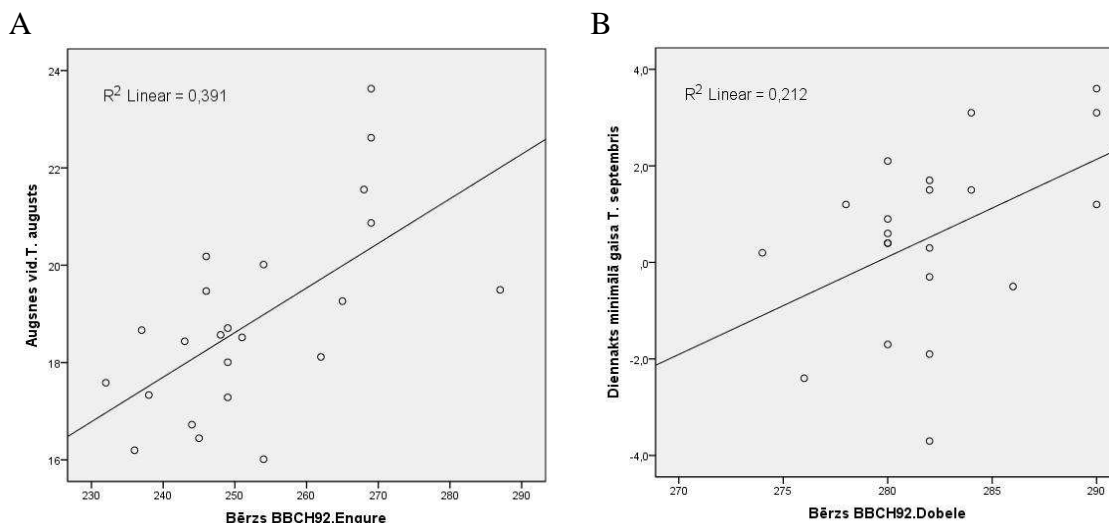 A
B
R² Linear = 0,391
24
22
20
18
16
Augsnes vid.T. augusts
230 240 250 260 270 280 290
Bērzs BBCH92.Engure
R² Linear = 0,212
4,0
2,0
,0
-2,0
-4,0
Diennakts minimālā gaisa T. septembris
270 275 280 285 290
Bērzs BBCH92.Dobele